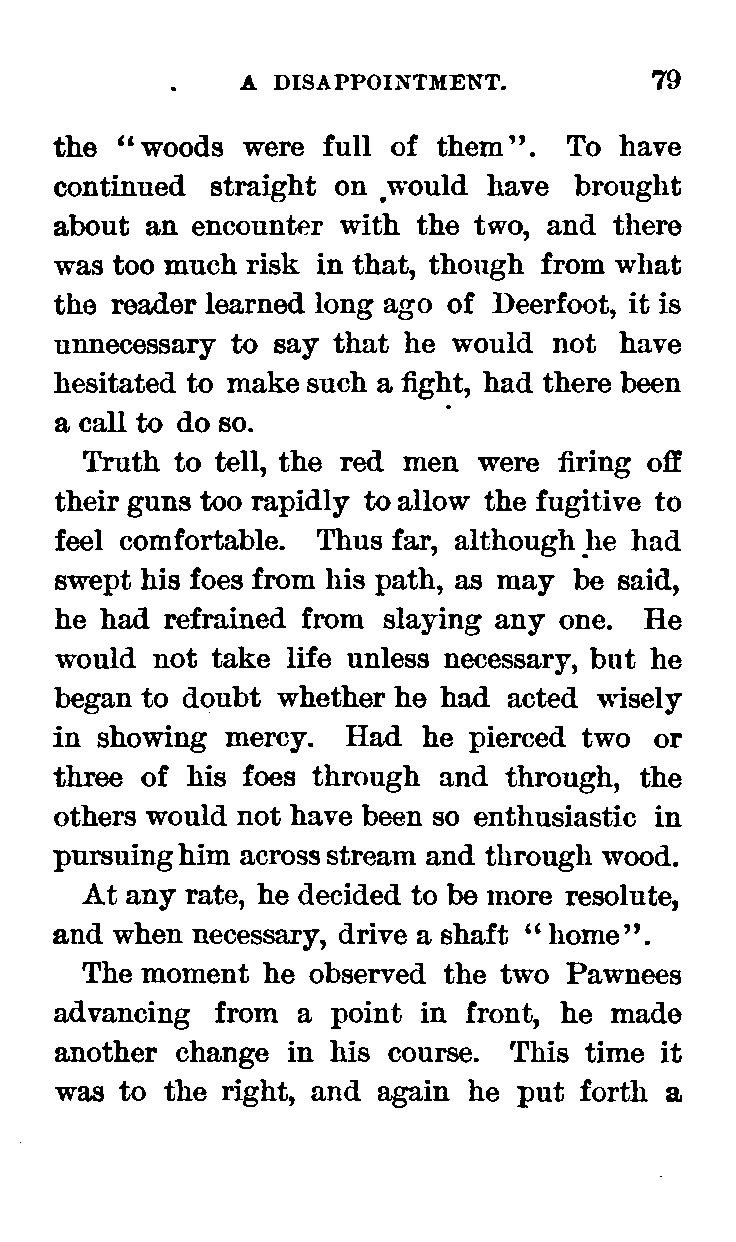 A DISAPPOINTMENT. 79
the "woods were full of them". To have
continued straight on would have brought
about an encounter with the two, and there
was too much risk in that, though from what
the reader learned long ago of Deerfoot, it is
unnecessary to say that he would not have
hesitated to make such a fight, had there been
a call to do so.
Truth to tell, the red men were firing off
their guns too rapidly to allow the fugitive to
feel comfortable. Thus far, although he had
swept his foes from his path, as may be said,
he had refrained from slaying any one. He
would not take life unless necessary, but he
began to doubt whether he had acted wisely
in showing mercy. Had he pierced two or
three of his foes through and through, the
others would not have been so enthusiastic in
pursuing him across stream and through wood.
At any rate, he decided to be more resolute,
and when necessary, drive a shaft "home".
The moment he observed the two Pawnees
advancing from a point in front, he made
another change in his course. This time it
was to the right, and again he put forth a